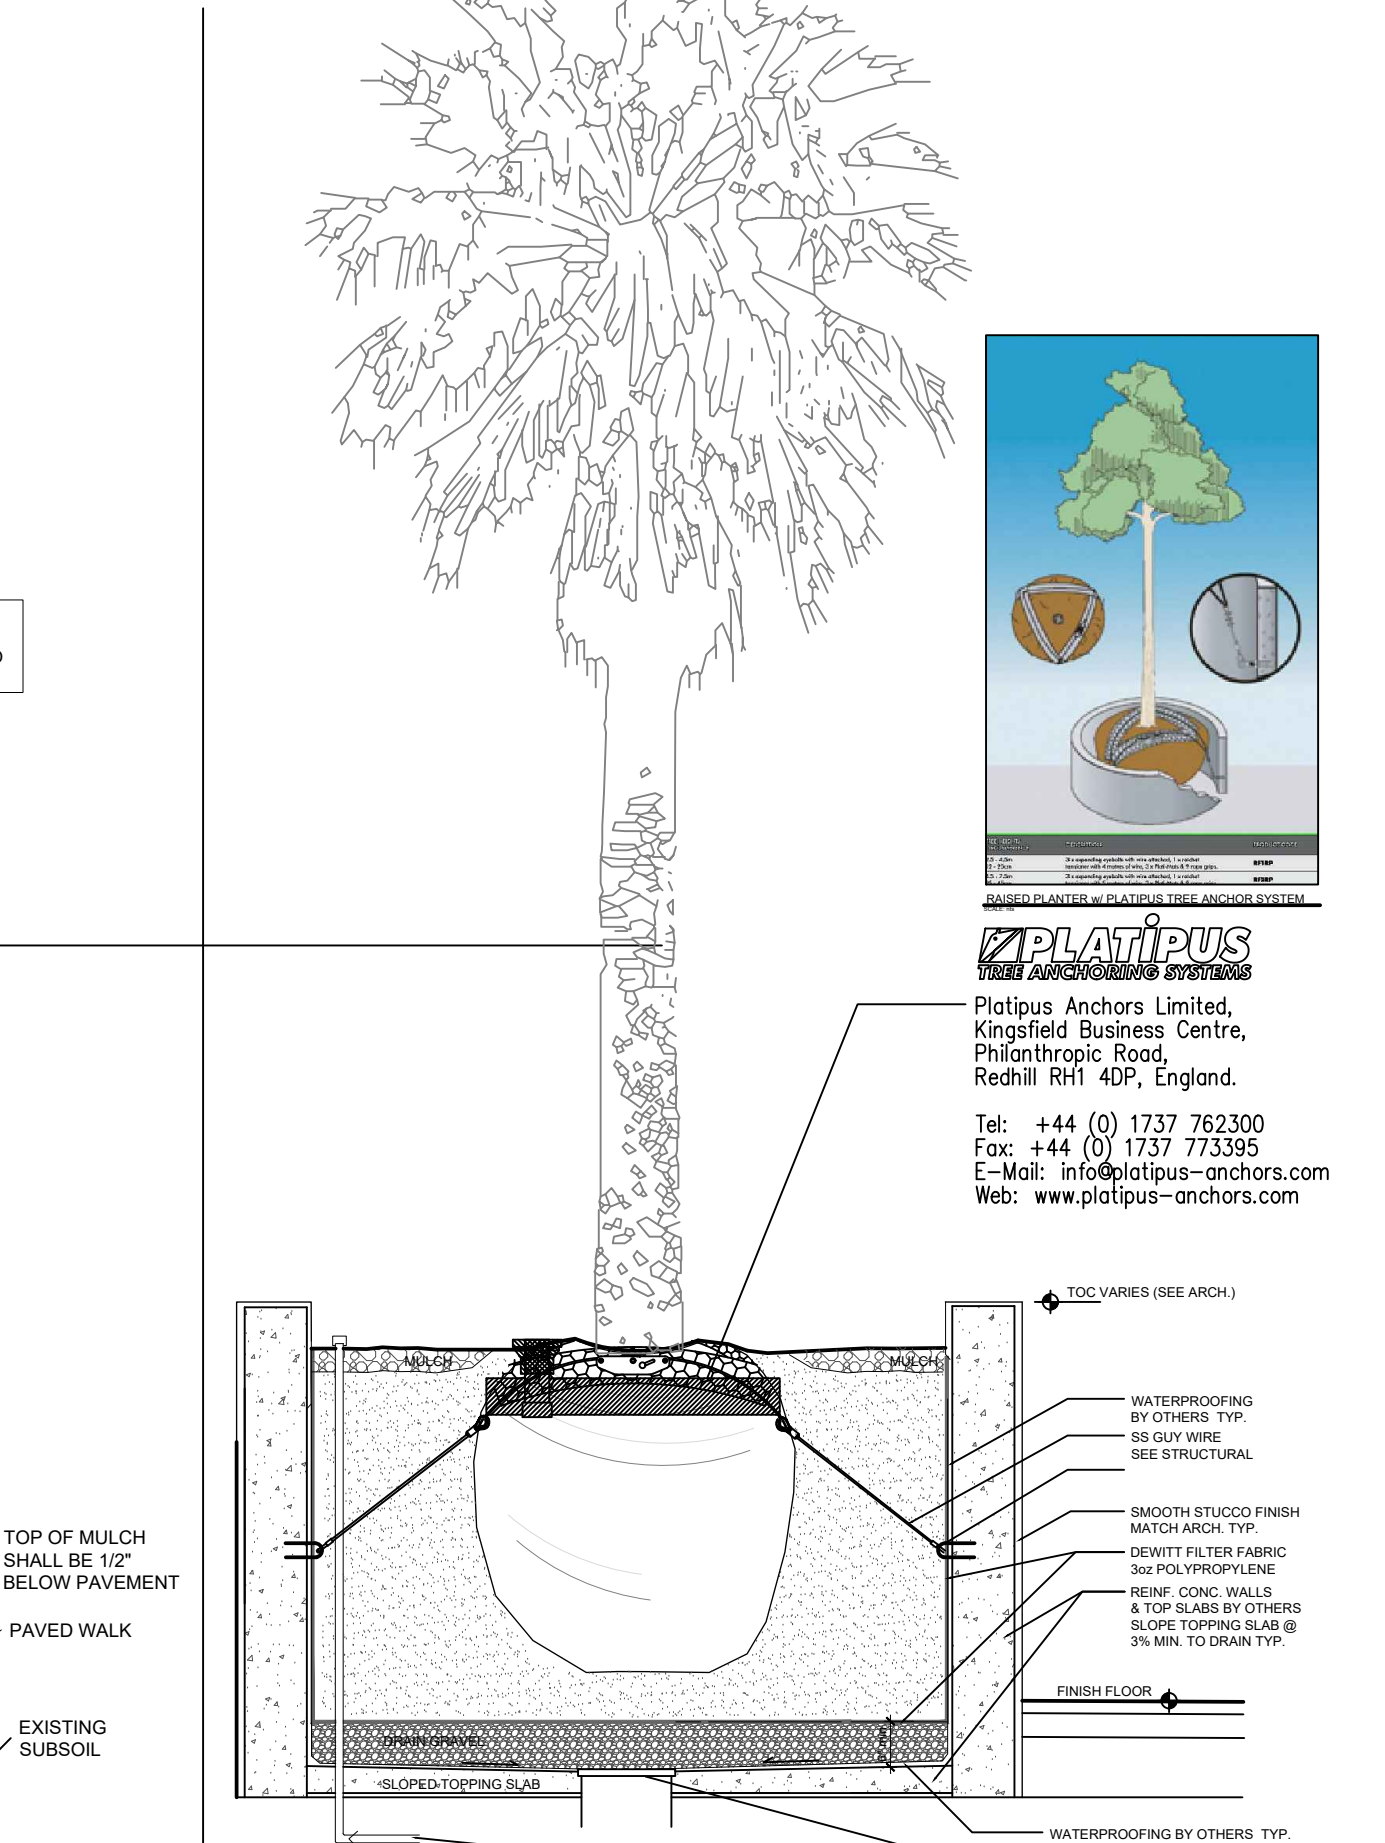 RAISED PLANTER w/ PLATIPUS TREE ANCHOR SYSTEM
SCALE: nts
PLATIPUS
TREE ANCHORING SYSTEMS
Platipus Anchors Limited,
Kingsfield Business Centre,
Philanthropic Road,
Redhill RH1 4DP, England.
Tel: +44 (0) 1737 762300
Fax: +44 (0) 1737 773395
E-Mail: info@platipus-anchors.com
Web: www.platipus-anchors.com
TOC VARIES (SEE ARCH.)
MULCH
MULCH
WATERPROOFING
BY OTHERS TYP.
SS GUY WIRE
SEE STRUCTURAL
SMOOTH STUCCO FINISH
MATCH ARCH. TYP.
DEWITT FILTER FABRIC
3oz POLYPROPYLENE
REINF. CONC. WALLS
& TOP SLABS BY OTHERS
SLOPE TOPPING SLAB @
3% MIN. TO DRAIN TYP.
FINISH FLOOR
TOP OF MULCH
SHALL BE 1/2"
BELOW PAVEMENT
PAVED WALK
EXISTING
SUBSOIL
DRAIN GRAVEL
6" min.
SLOPED TOPPING SLAB
WATERPROOFING BY OTHERS TYP.